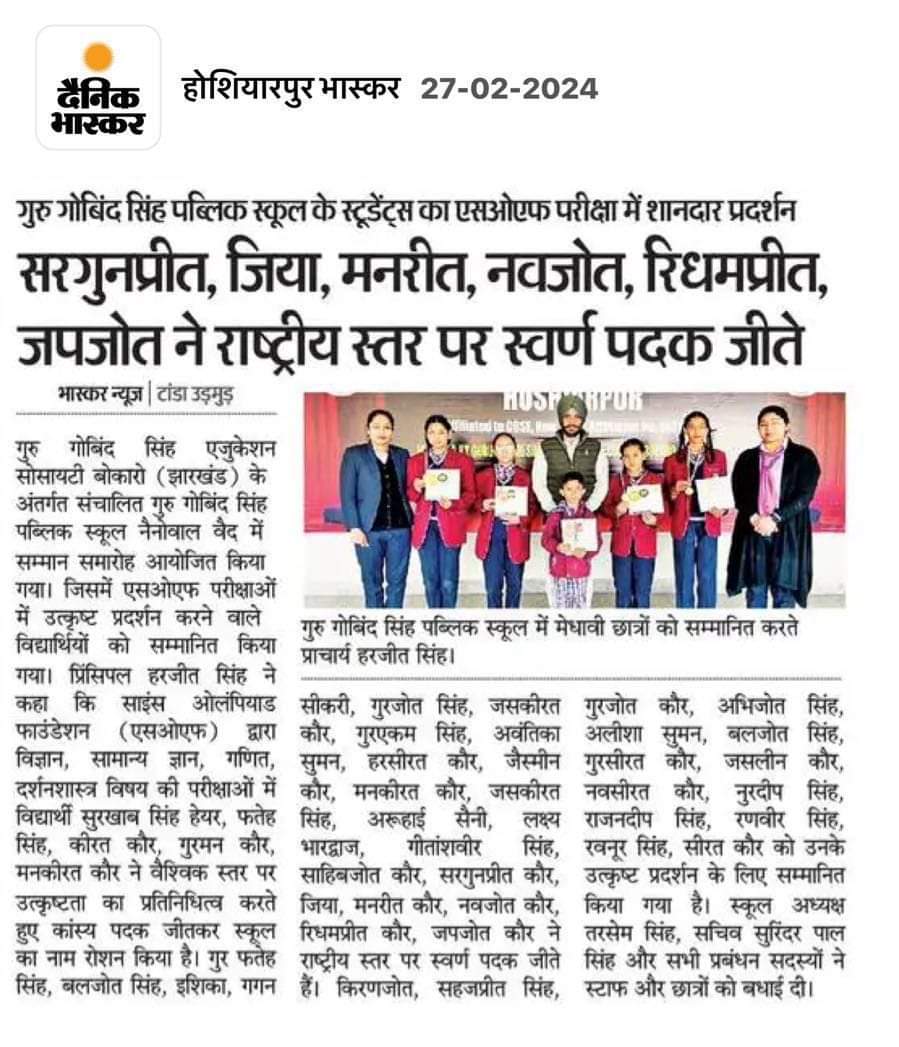 दैनिक
भास्कर
होशियारपुर भास्कर 27-02-2024
गुरु गोबिंद सिंह पब्लिक स्कूल के स्टूडेंट्स का एसओएफ परीक्षा में शानदार प्रदर्शन
सरगुनप्रीत, जिया, मनरीत, नवजोत, रिधमप्रीत,
जपजोत ने राष्ट्रीय स्तर पर स्वर्ण पदक जीते
भास्कर न्यूज | टांडा उड़मुड़
गुरु गोबिंद सिंह एजुकेशन
सोसायटी बोकारो (झारखंड) के
अंतर्गत संचालित गुरु गोबिंद सिंह
पब्लिक स्कूल नैनोवाल वैद में
सम्मान समारोह आयोजित किया
गया। जिसमें एसओएफ परीक्षाओं
में उत्कृष्ट प्रदर्शन करने वाले
विद्यार्थियों को सम्मानित किया
गया। प्रिंसिपल हरजीत सिंह ने
कहा कि साइंस ओलंपियाड
फाउंडेशन (एसओएफ) द्वारा
विज्ञान, सामान्य ज्ञान, गणित,
दर्शनशास्त्र विषय की परीक्षाओं में
विद्यार्थी सुरखाब सिंह हेयर, फतेह
सिंह, कीरत कौर, गुरमन कौर,
मनकीरत कौर ने वैश्विक स्तर पर
उत्कृष्टता का प्रतिनिधित्व करते
हुए कांस्य पदक जीतकर स्कूल
का नाम रोशन किया है। गुर फतेह
सिंह, बलजोत सिंह, इशिका, गगन
HOSHIARPUR
Affiliated to CBSE, New
गुरु गोबिंद सिंह पब्लिक स्कूल में मेधावी छात्रों को सम्मानित करते
प्राचार्य हरजीत सिंह।
सीकरी, गुरजोत सिंह, जसकीरत
कौर, गुरएकम सिंह, अवंतिका
सुमन, हरसीरत कौर, जैस्मीन
कौर, मनकीरत कौर, जसकीरत
सिंह, अरूहाई सैनी, लक्ष्य
भारद्वाज, गीतांशवीर सिंह,
साहिबजोत कौर, सरगुनप्रीत कौर,
जिया, मनरीत कौर, नवजोत कौर,
रिधमप्रीत कौर, जपजोत कौर ने
राष्ट्रीय स्तर पर स्वर्ण पदक जीते
हैं। किरणजोत, सहजप्रीत सिंह,
गुरजोत कौर, अभिजोत सिंह,
अलीशा सुमन, बलजोत सिंह,
गुरसीरत कौर, जसलीन कौर,
नवसीरत कौर, नुरदीप सिंह,
राजनदीप सिंह, रणवीर सिंह,
रवनूर सिंह, सीरत कौर को उनके
उत्कृष्ट प्रदर्शन के लिए सम्मानित
किया गया है। स्कूल अध्यक्ष
तरसेम सिंह, सचिव सुरिंदर पाल
सिंह और सभी प्रबंधन सदस्यों ने
स्टाफ और छात्रों को बधाई दी।